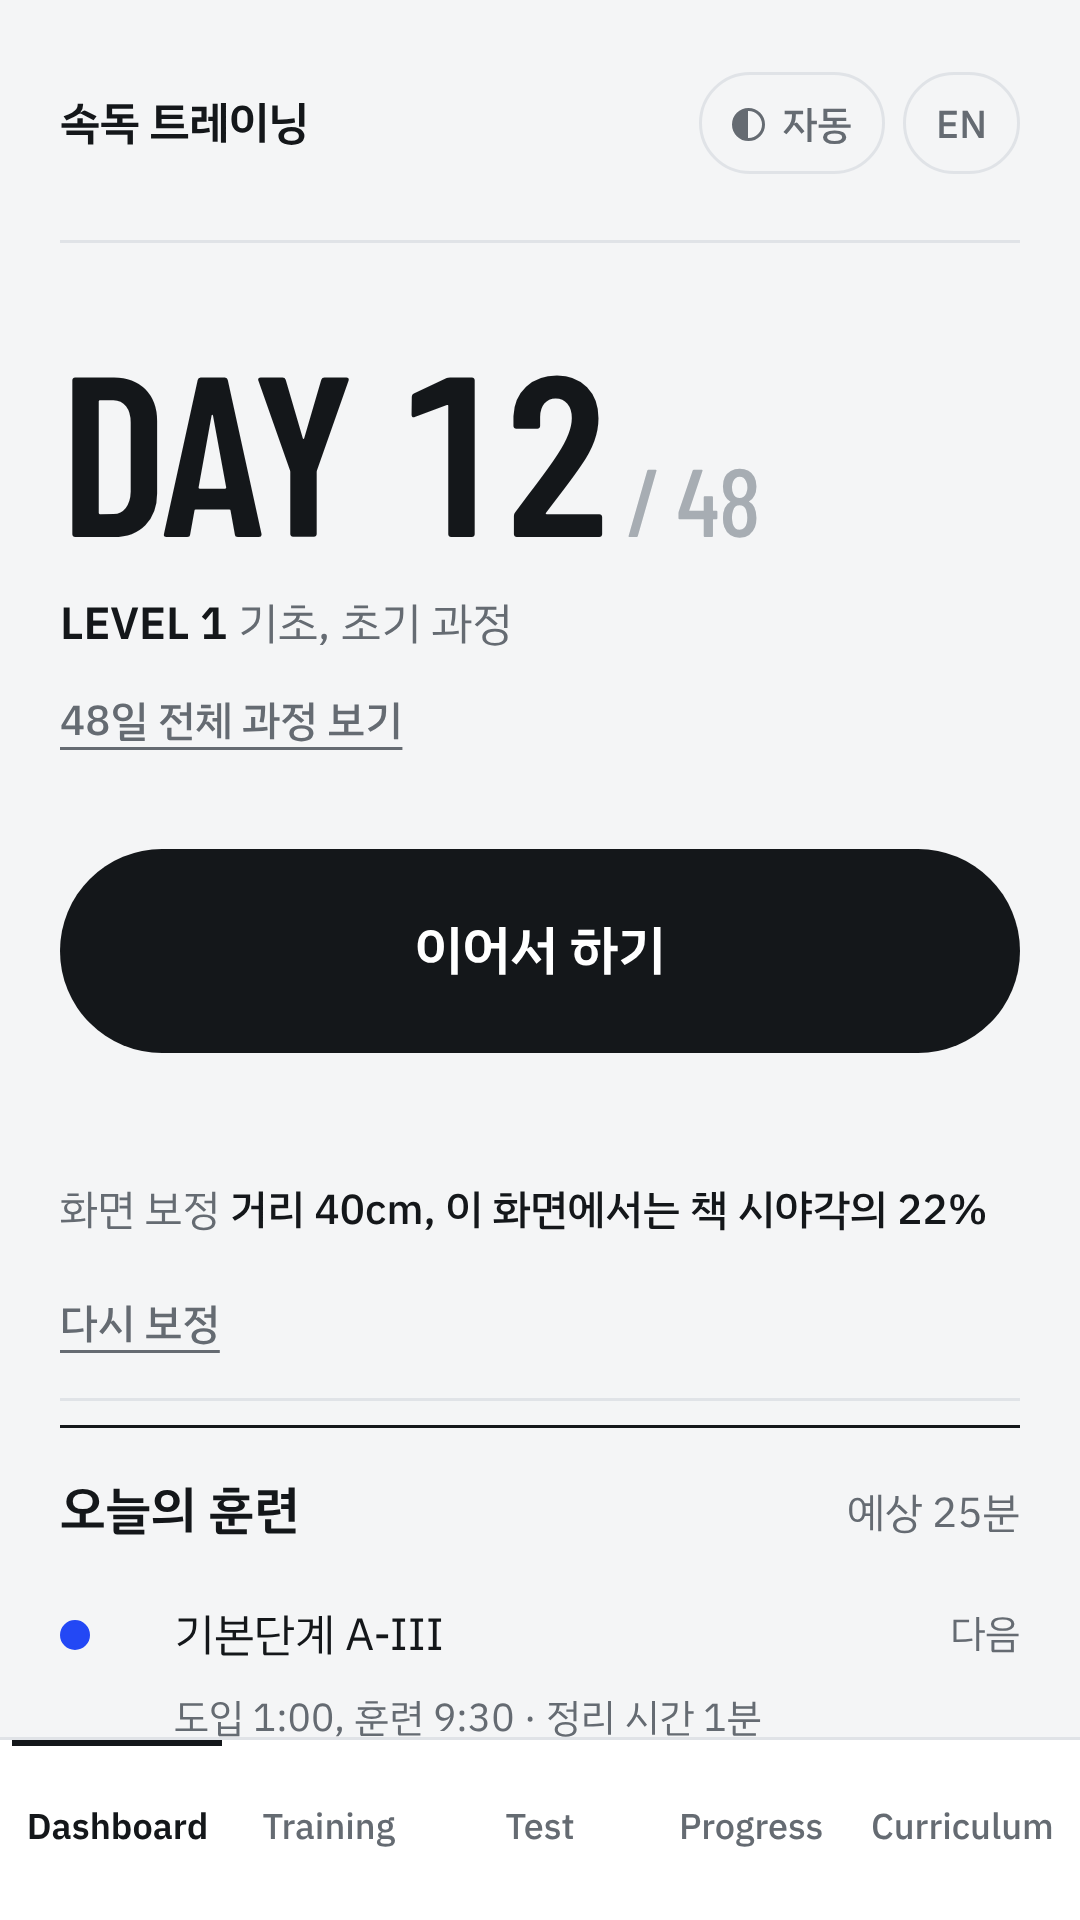 속독 트레이닝
자동
EN
DAY 12 / 48
LEVEL 1 기초, 초기 과정
48일 전체 과정 보기
이어서 하기
화면 보정 거리 40cm, 이 화면에서는 책 시야각의 22%
다시 보정
오늘의 훈련
예상 25분
기본단계 A-III
다음
도입 1:00, 훈련 9:30 · 정리 시간 1분
Dashboard
Training
Test
Progress
Curriculum